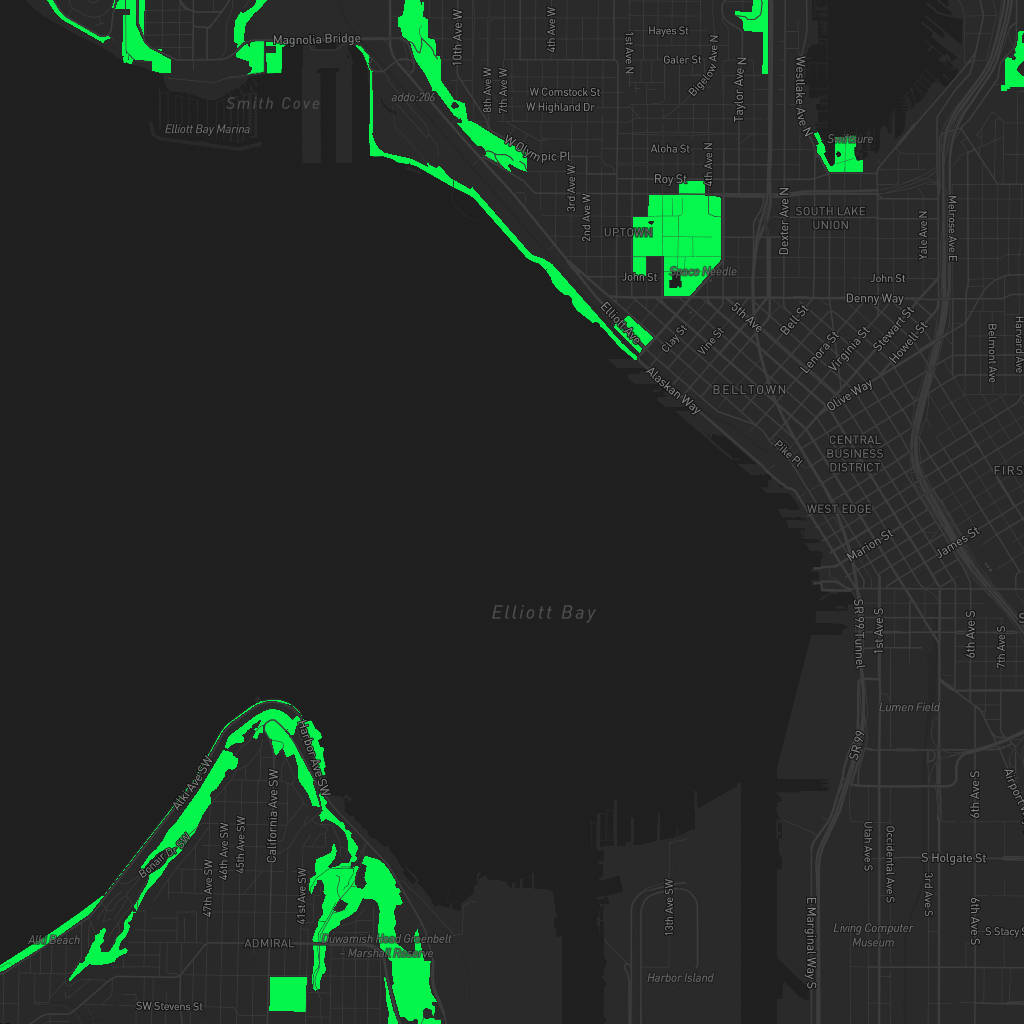 Magnolia Bridge
10th Ave W
4th Ave W
Hayes St
1st Ave N
Galer St
Bigelow Ave N
Taylor Ave N
Westlake Ave N
Smith Cove
addo:206
8th Ave W
7th Ave W
W Comstock St
W Highland Dr
Elliott Bay Marina
W Olympic Pl
Aloha St
4th Ave N
Roy St
3rd Ave W
2nd Ave W
Dexter Ave N
SOUTH LAKE
UNION
Yale Ave N
Melrose Ave E
UPTOWN
John St
Space Needle
John St
Denny Way
Elliott Ave
Clay St
Vine St
5th Ave
Bell St
Lenora St
Virginia St
Stewart St
Howell St
Belmont Ave
Harvard Ave
Alaskan Way
BELLTOWN
Olive Way
Pike Pl
CENTRAL
BUSINESS
DISTRICT
FIRS
WEST EDGE
Marion St
James St
Elliott Bay
SR 99 Tunnel
1st Ave S
6th Ave S
7th Ave S
Lumen Field
SR 99
Harbor Ave SW
Alki Ave SW
California Ave SW
6th Ave S
Airport W
Bonair Dr SW
46th Ave SW
45th Ave SW
47th Ave SW
41st Ave SW
Utah Ave S
Occidental Ave S
S Holgate St
3rd Ave S
6th Ave S
13th Ave SW
E Marginal Way S
Living Computer
Museum
S Stacy S
Alki Beach
ADMIRAL
Duwamish Head Greenbelt
- Marshall Reserve
Harbor Island
SW Stevens St